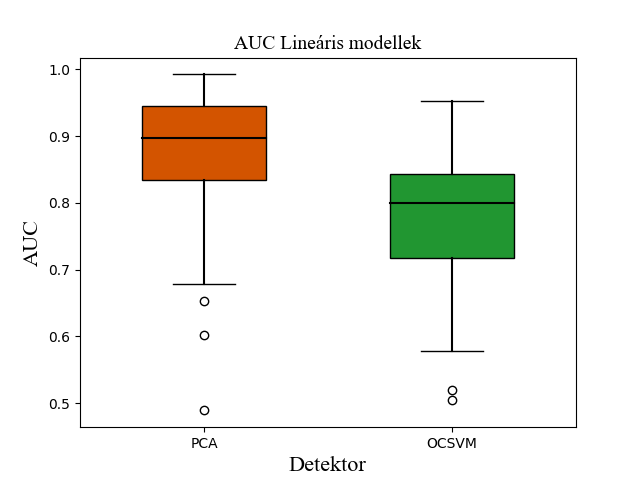 AUC Lineáris modellek
1.0
0.9
0.8
0.7
0.6
0.5
AUC
PCA
OCSVM
Detektor